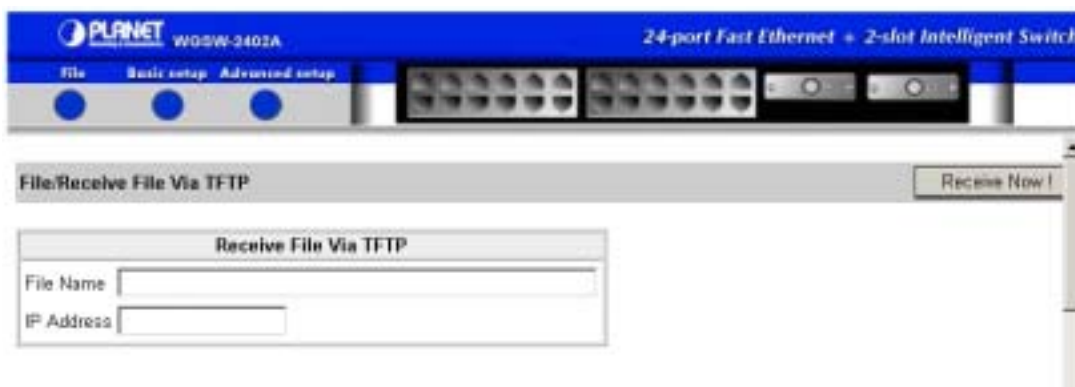 PLANET WGSW-2402A
24-port Fast Ethernet + 2-slot Intelligent Switch
File Basic setup Advanced setup
File/Receive File Via TFTP
Receive Now !
Receive File Via TFTP
File Name
IP Address